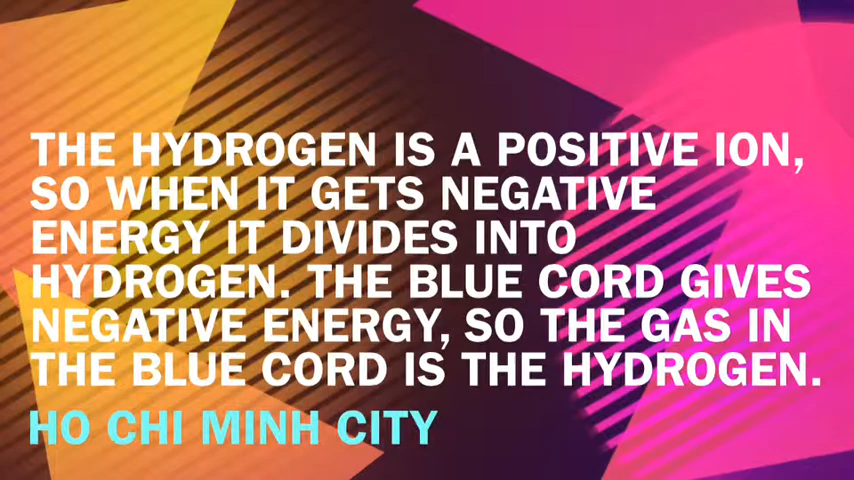 THE HYDROGEN IS A POSITIVE ION,
SO WHEN IT GETS NEGATIVE
ENERGY IT DIVIDES INTO
HYDROGEN. THE BLUE CORD GIVES
NEGATIVE ENERGY, SO THE GAS IN
THE BLUE CORD IS THE HYDROGEN.
HO CHI MINH CITY